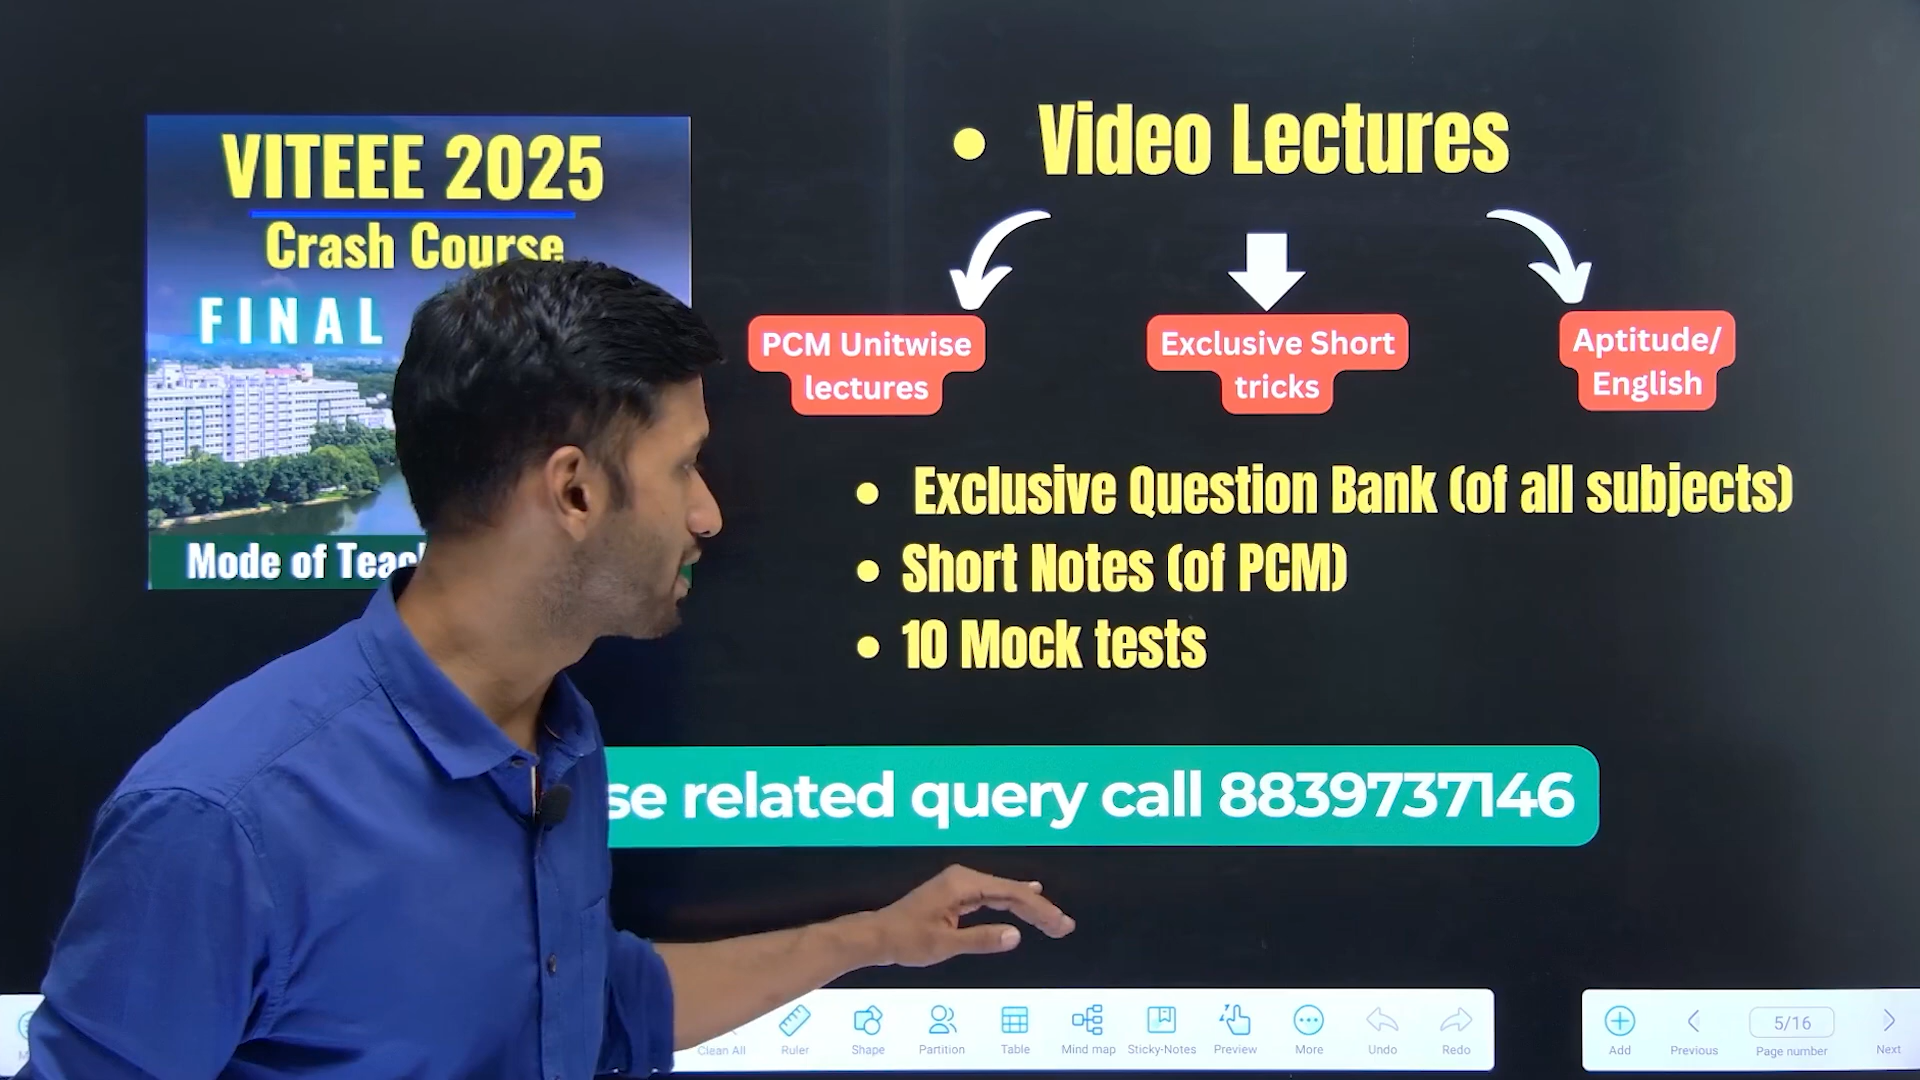 VITEEE 2025
Crash Course
FINAL
Mode of
Video Lectures
PCM Unitwise
lectures
Exclusive Short
tricks
Aptitude/
English
Exclusive Question Bank (of all subjects)
Short Notes (of PCM)
10 Mock tests
related query call 8839737146
Clean All
Ruler
Shape
Partition
Table
Mind map
Sticky-Notes
Preview
More
Undo
Redo
Add
Previous
5/16
Page number
Next